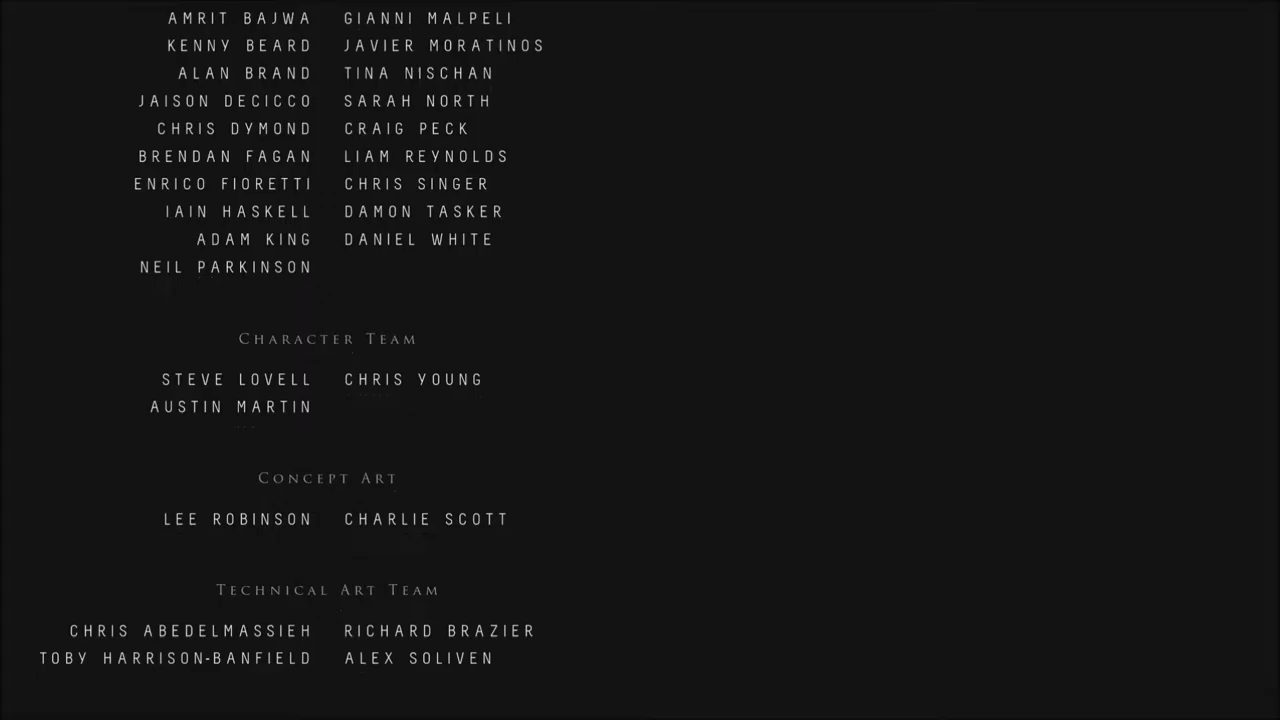 AMRIT BAJWA GIANNI MALPELI
KENNY BEARD JAVIER MORATINOS
ALAN BRAND TINA NISCHAN
JAISON DECICCO SARAH NORTH
CHRIS DYMOND CRAIG PECK
BRENDAN FAGAN LIAM REYNOLDS
ENRICO FIORETTI CHRIS SINGER
IAIN HASKELL DAMON TASKER
ADAM KING DANIEL WHITE
NEIL PARKINSON
CHARACTER TEAM
STEVE LOVELL CHRIS YOUNG
AUSTIN MARTIN
CONCEPT ART
LEE ROBINSON CHARLIE SCOTT
TECHNICAL ART TEAM
CHRIS ABEDELMASSIEH RICHARD BRAZIER
TOBY HARRISON-BANFIELD ALEX SOLIVEN